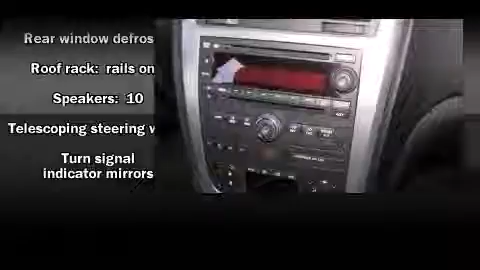 Rear window defros
Roof rack: rails on
Speakers: 10
Telescoping steering w
Turn signal
indicator mirrors